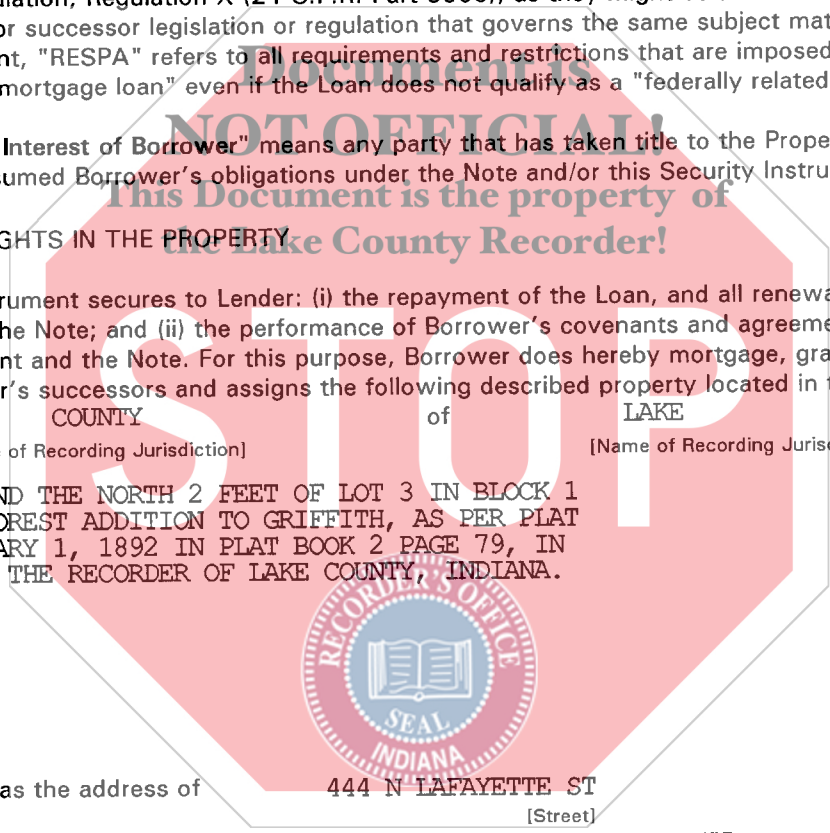 or successor legislation or regulation that governs the same subject mat
nt, "RESPA" refers to all requirements and restrictions that are imposed
mortgage loan" even if the Loan does not qualify as a "federally related
Document is
NOT OFFICIAL!
Interest of Borrower" means any party that has taken title to the Prope
sumed Borrower's obligations under the Note and/or this Security Instru
This Document is the property of
the Lake County Recorder!
GHTS IN THE PROPERTY
rument secures to Lender: (i) the repayment of the Loan, and all renewa
he Note; and (ii) the performance of Borrower's covenants and agreeme
nt and the Note. For this purpose, Borrower does hereby mortgage, gra
r's successors and assigns the following described property located in t
COUNTY of LAKE
of Recording Jurisdiction] [Name of Recording Jurisd
STOP
ND THE NORTH 2 FEET OF LOT 3 IN BLOCK 1
OREST ADDITION TO GRIFFITH, AS PER PLAT
ARY 1, 1892 IN PLAT BOOK 2 PAGE 79, IN
THE RECORDER OF LAKE COUNTY, INDIANA.
RECORDER'S OFFICE
SEAL
INDIANA
as the address of 444 N LAFAYETTE ST
[Street]